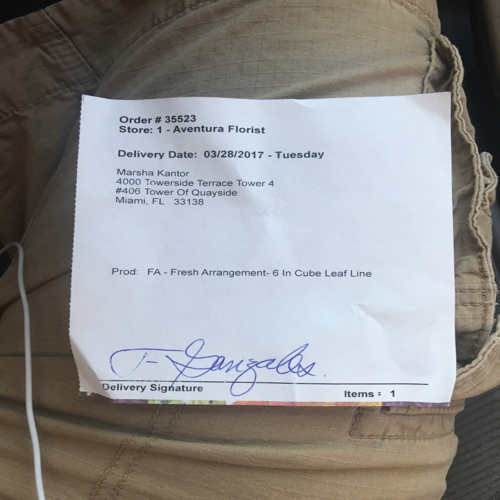 Order # 35523
Store: 1 - Aventura Florist
Delivery Date: 03/28/2017 - Tuesday
Marsha Kantor
4000 Towerside Terrace Tower 4
#406 Tower Of Quayside
Miami, FL 33138
Prod: FA - Fresh Arrangement- 6 In Cube Leaf Line
J- Gonzales.
Delivery Signature
Items = 1